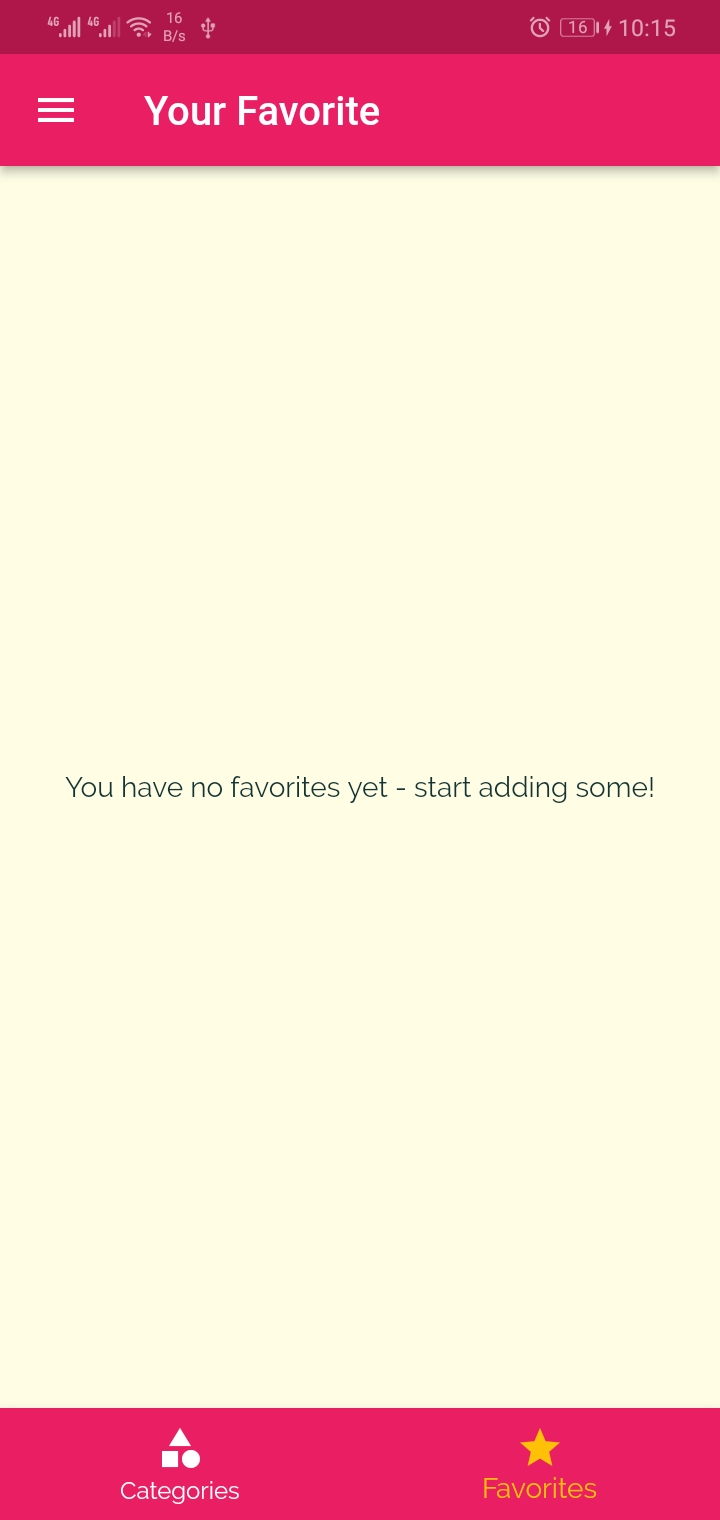 4G 4G 16 B/s 16 10:15
Your Favorite
You have no favorites yet - start adding some!
Categories Favorites